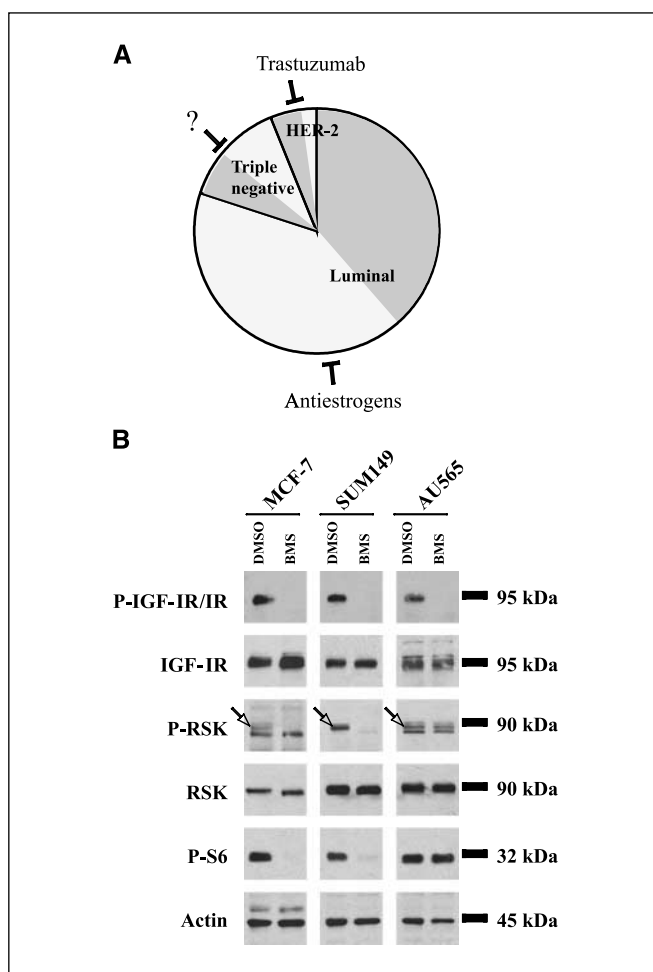 A
Trastuzumab
?
HER-2
Triple
negative
Luminal
Antiestrogens
B
MCF-7 SUM149 AU565
DMSO BMS DMSO BMS DMSO BMS
P-IGF-IR/IR 95 kDa
IGF-IR 95 kDa
P-RSK 90 kDa
RSK 90 kDa
P-S6 32 kDa
Actin 45 kDa